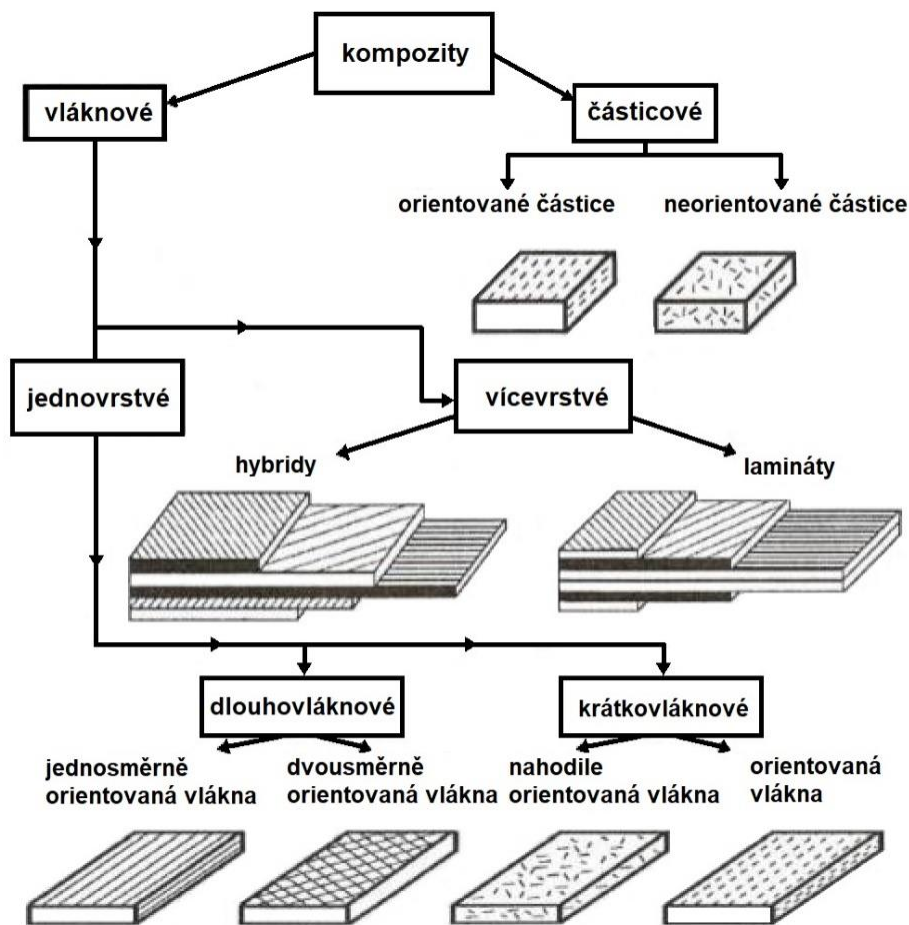 kompozity
vláknové
částicové
orientované částice
neorientované částice
jednovrstvé
vícevrstvé
hybridy
lamináty
dlouhovláknové
krátkovláknové
jednosměrně
orientovaná vlákna
dvousměrně
orientovaná vlákna
nahodile
orientovaná vlákna
orientovaná
vlákna